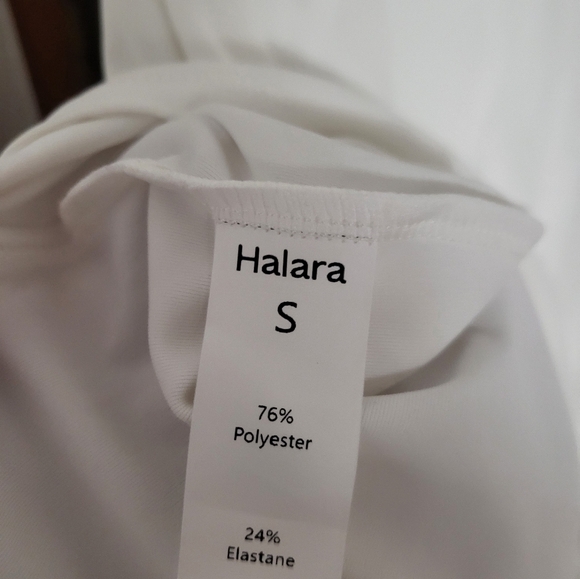 Halara
S
76%
Polyester
24%
Elastane